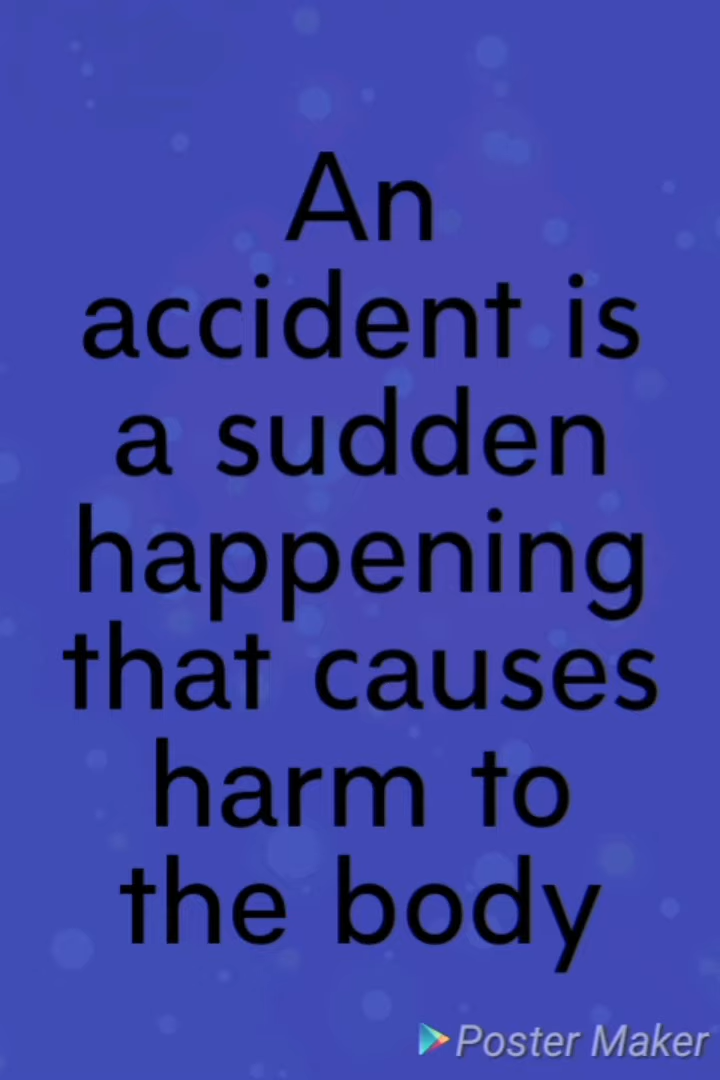 An
accident is
a sudden
happening
that causes
harm to
the body
Poster Maker